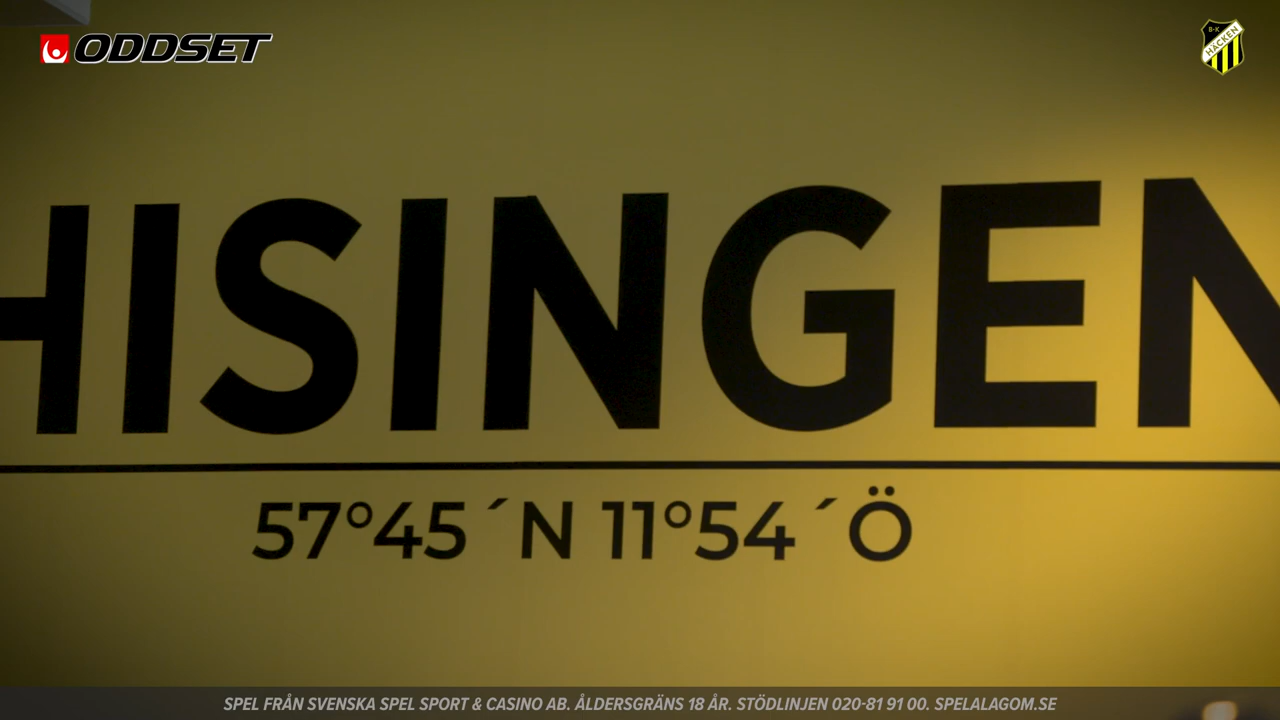 ODDSET
B·K
HÄCKEN
HISINGEN
57°45´N 11°54´Ö
SPEL FRÅN SVENSKA SPEL SPORT & CASINO AB. ÅLDERSGRÄNS 18 ÅR. STÖDLINJEN 020-81 91 00. SPELALAGOM.SE